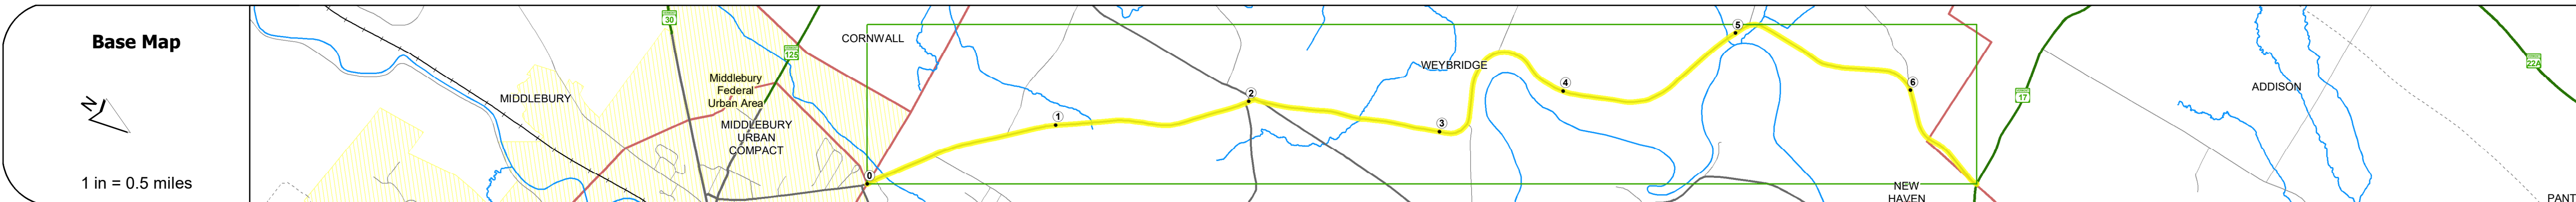 Base Map
N
1 in = 0.5 miles
30
125
CORNWALL
Middlebury
Federal
Urban Area
MIDDLEBURY
MIDDLEBURY
URBAN
COMPACT
0
1
2
3
WEYBRIDGE
4
5
6
NEW
HAVEN
17
ADDISON
22A
PANT